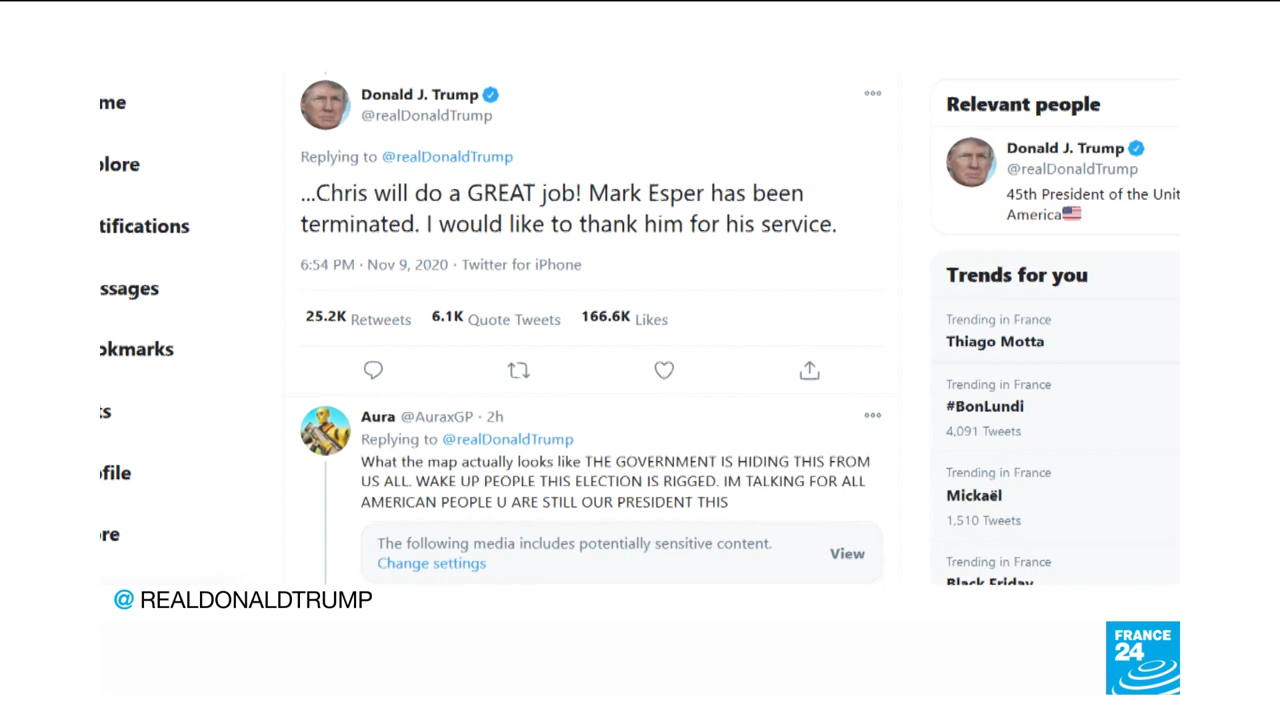 me
plore
tifications
ssages
okmarks
ts
ofile
ore
Donald J. Trump
@realDonaldTrump
Replying to @realDonaldTrump
...Chris will do a GREAT job! Mark Esper has been
terminated. I would like to thank him for his service.
6:54 PM · Nov 9, 2020 · Twitter for iPhone
25.2K Retweets 6.1K Quote Tweets 166.6K Likes
Aura @AuraxGP · 2h
Replying to @realDonaldTrump
What the map actually looks like THE GOVERNMENT IS HIDING THIS FROM
US ALL. WAKE UP PEOPLE THIS ELECTION IS RIGGED. IM TALKING FOR ALL
AMERICAN PEOPLE U ARE STILL OUR PRESIDENT THIS
The following media includes potentially sensitive content.
Change settings
View
Relevant people
Donald J. Trump
@realDonaldTrump
45th President of the Unit
America
Trends for you
Trending in France
Thiago Motta
Trending in France
#BonLundi
4,091 Tweets
Trending in France
Mickaël
1,510 Tweets
Trending in France
Black Friday
@ REALDONALDTRUMP
FRANCE
24